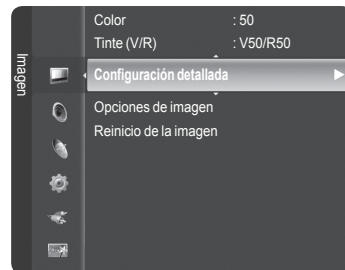 Imagen
Color : 50
Tinte (V/R) : V50/R50
Configuración detallada
Opciones de imagen
Reinicio de la imagen